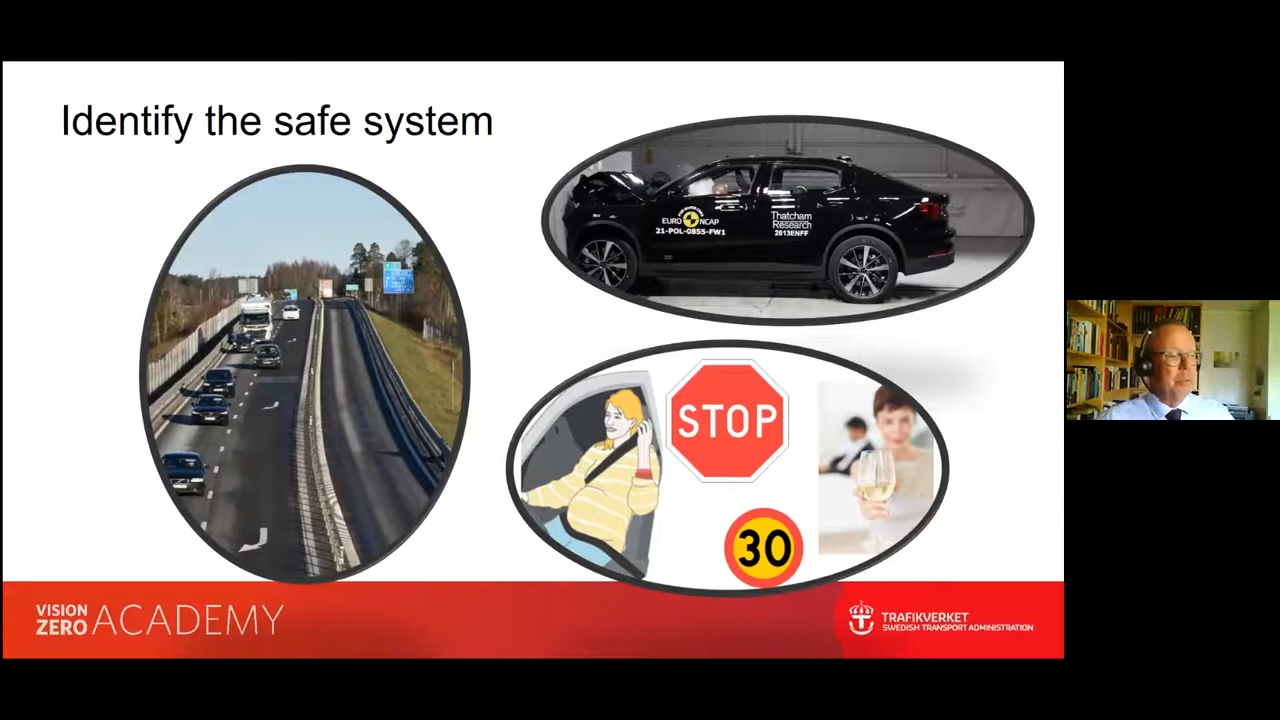 Identify the safe system
EURO NCAP
21-POL-0855-FW1
Thatcham
Research
2013ENFF
STOP
30
VISION
ZERO ACADEMY
TRAFIKVERKET
SWEDISH TRANSPORT ADMINISTRATION